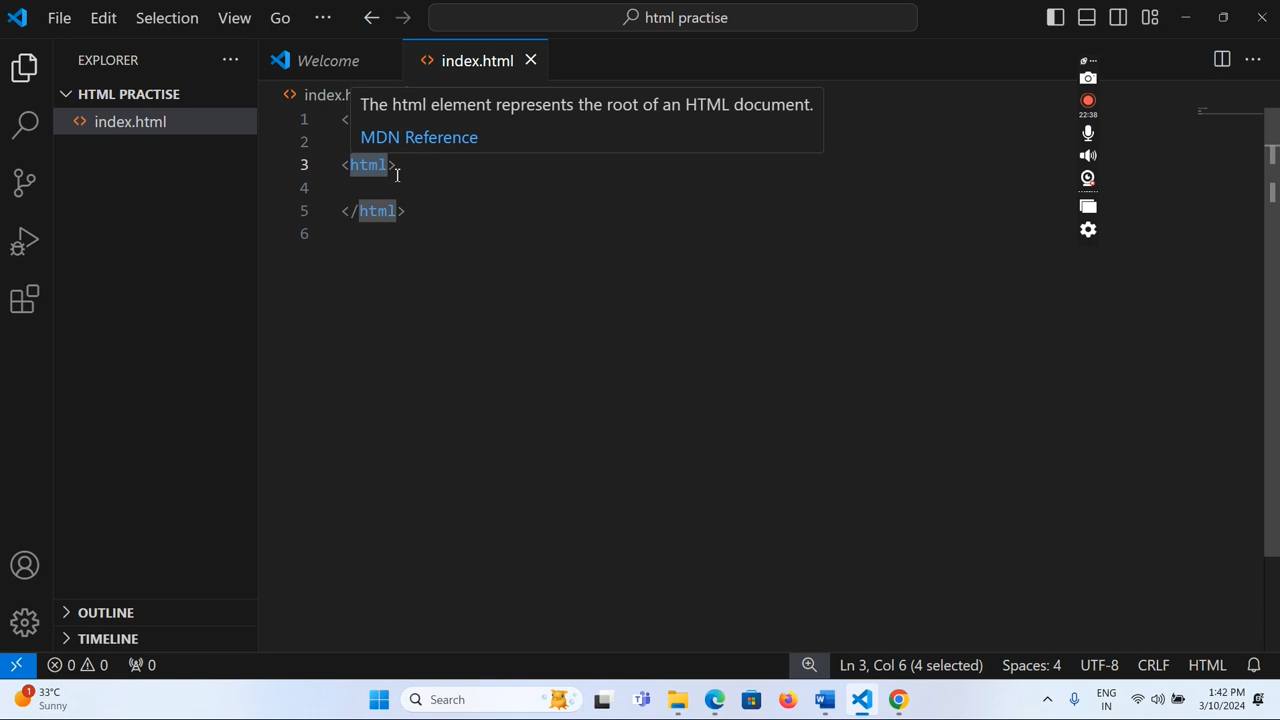 File Edit Selection View Go ... html practise
EXPLORER ...
Welcome
index.html
HTML PRACTISE
index.html
index.h
The html element represents the root of an HTML document.
MDN Reference
1 <
2
3 <html>
4
5 </html>
6
22:38
OUTLINE
TIMELINE
0 0 0
Ln 3, Col 6 (4 selected) Spaces: 4 UTF-8 CRLF HTML
1
33°C
Sunny
Search
ENG
IN
1:42 PM
3/10/2024